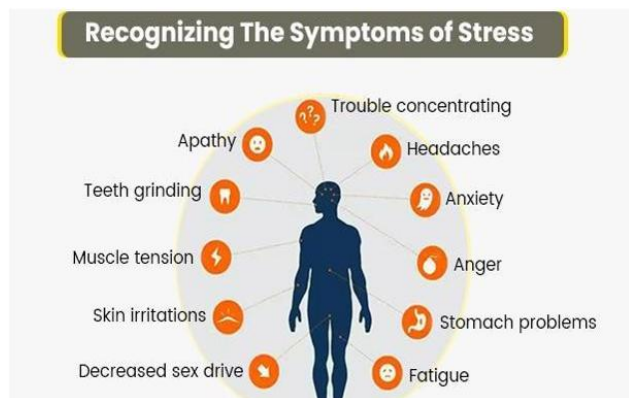 Recognizing The Symptoms of Stress
Trouble concentrating
Apathy
Headaches
Teeth grinding
Anxiety
Muscle tension
Anger
Skin irritations
Stomach problems
Decreased sex drive
Fatigue
???